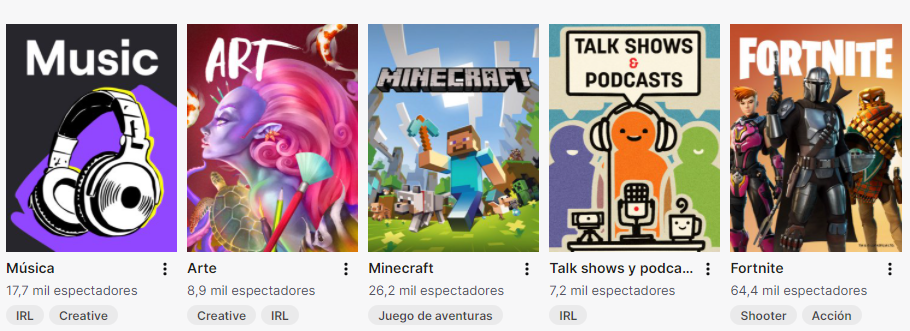 Music
ART
MINECRAFT
TALK SHOWS
&
PODCASTS
FORTNITE
Música
Arte
Minecraft
Talk shows y podca...
Fortnite
17,7 mil espectadores
8,9 mil espectadores
26,2 mil espectadores
7,2 mil espectadores
64,4 mil espectadores
IRL Creative
Creative IRL
Juego de aventuras
IRL
Shooter Acción